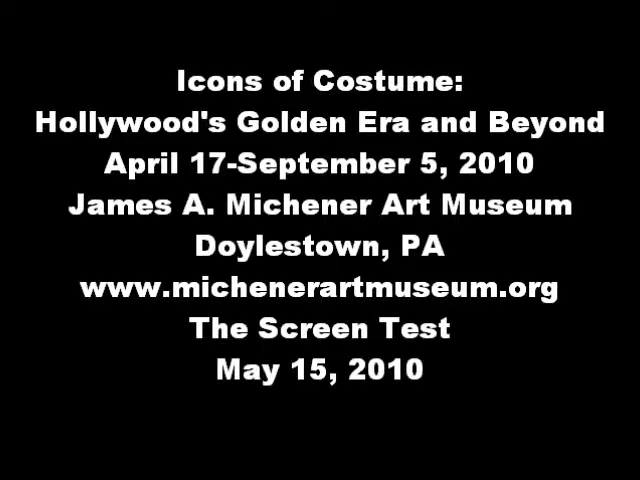 Icons of Costume:
Hollywood's Golden Era and Beyond
April 17-September 5, 2010
James A. Michener Art Museum
Doylestown, PA
www.michenerartmuseum.org
The Screen Test
May 15, 2010